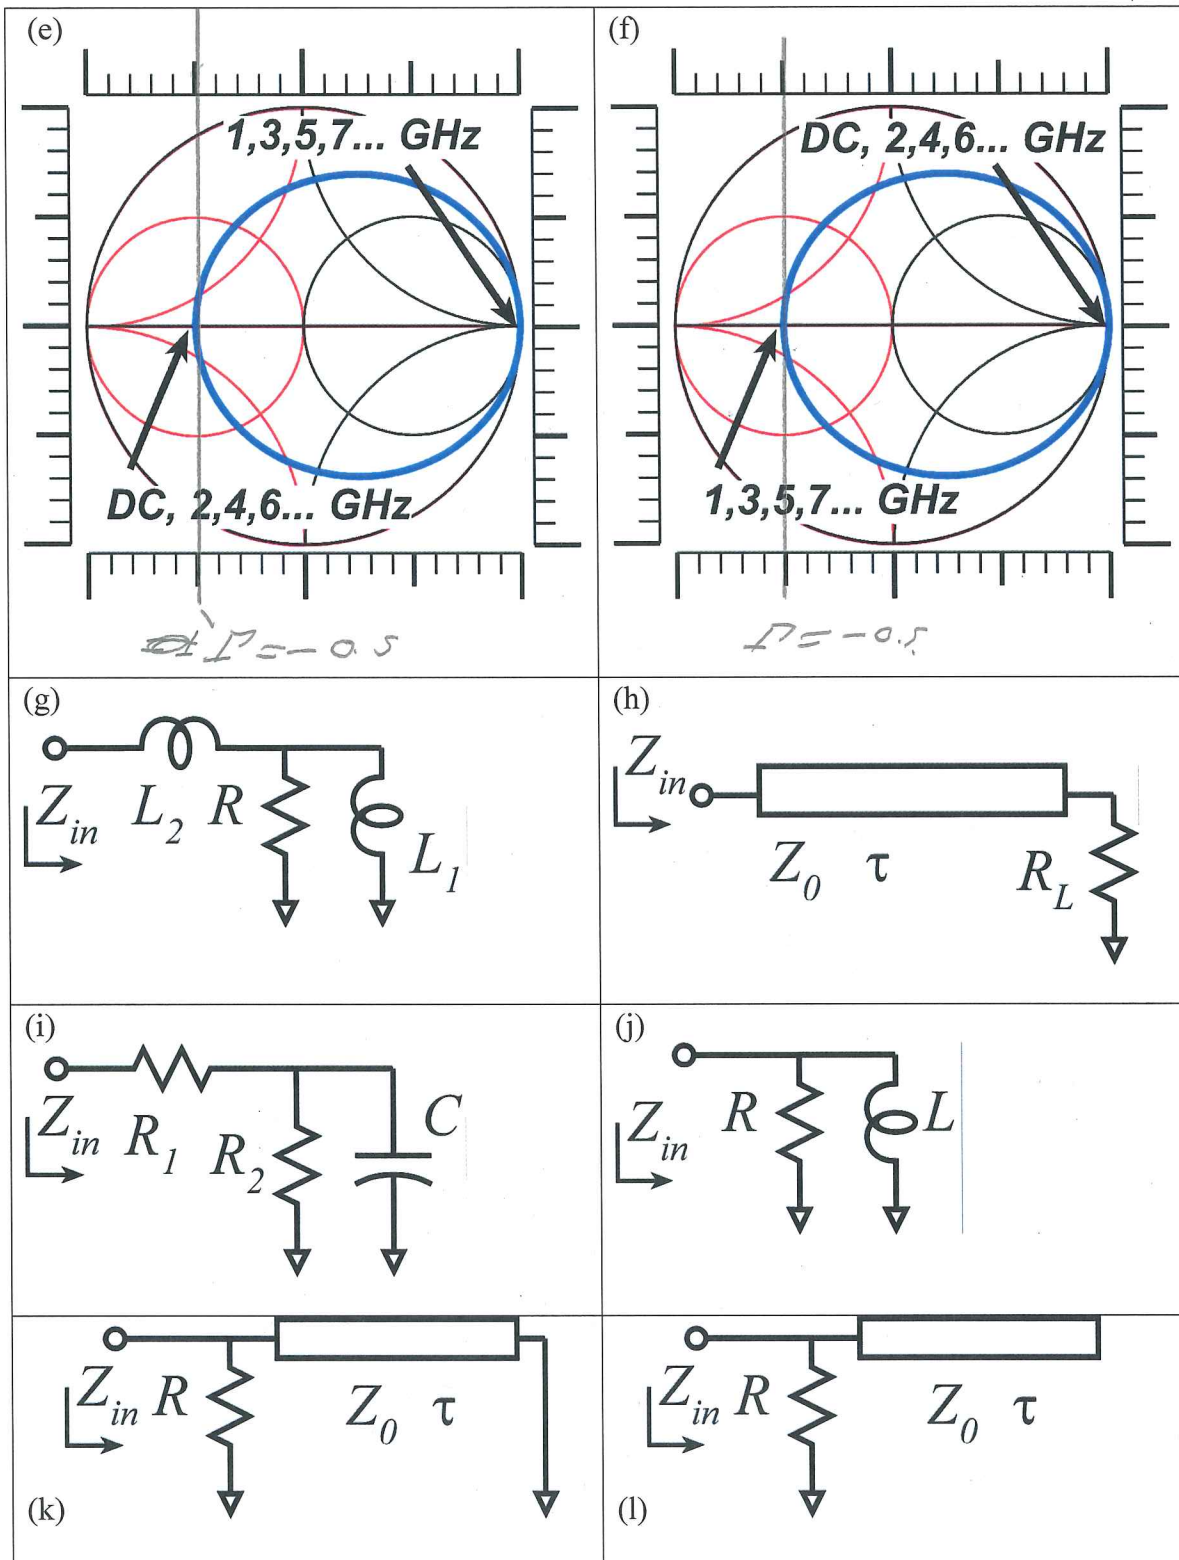 (e)
1,3,5,7... GHz
DC, 2,4,6... GHz
Γ = - 0.5
(f)
DC, 2,4,6... GHz
1,3,5,7... GHz
Γ = - 0.5
(g)
Z_in L_2 R L_1
(h)
Z_in
Z_0 τ R_L
(i)
Z_in R_1 R_2 C
(j)
Z_in R L
Z_in R Z_0 τ
(k)
Z_in R Z_0 τ
(l)